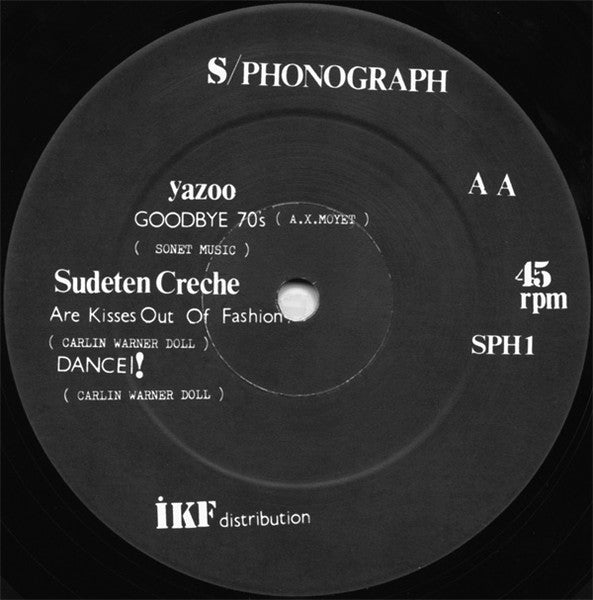 S/PHONOGRAPH
yazoo
A A
GOODBYE 70's ( A.X.MOYET )
( SONET MUSIC )
Sudeten Creche
45
rpm
Are Kisses Out Of Fashion?
( CARLIN WARNER DOLL )
SPH1
DANCE!!
( CARLIN WARNER DOLL )
iKF distribution